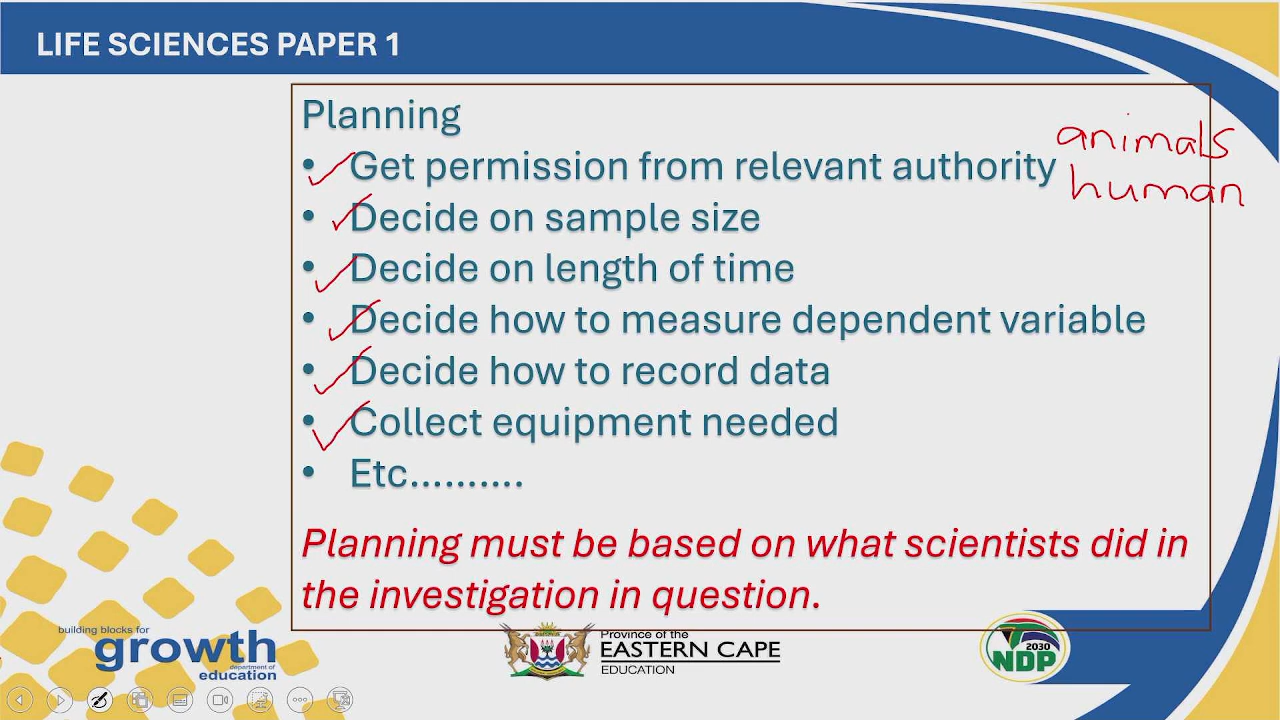 LIFE SCIENCES PAPER 1
Planning
• Get permission from relevant authority
animals
human
• Decide on sample size
• Decide on length of time
• Decide how to measure dependent variable
• Decide how to record data
• Collect equipment needed
• Etc..........
Planning must be based on what scientists did in
the investigation in question.
building blocks for
growth
department of
education
Province of the
EASTERN CAPE
EDUCATION
2030
NDP